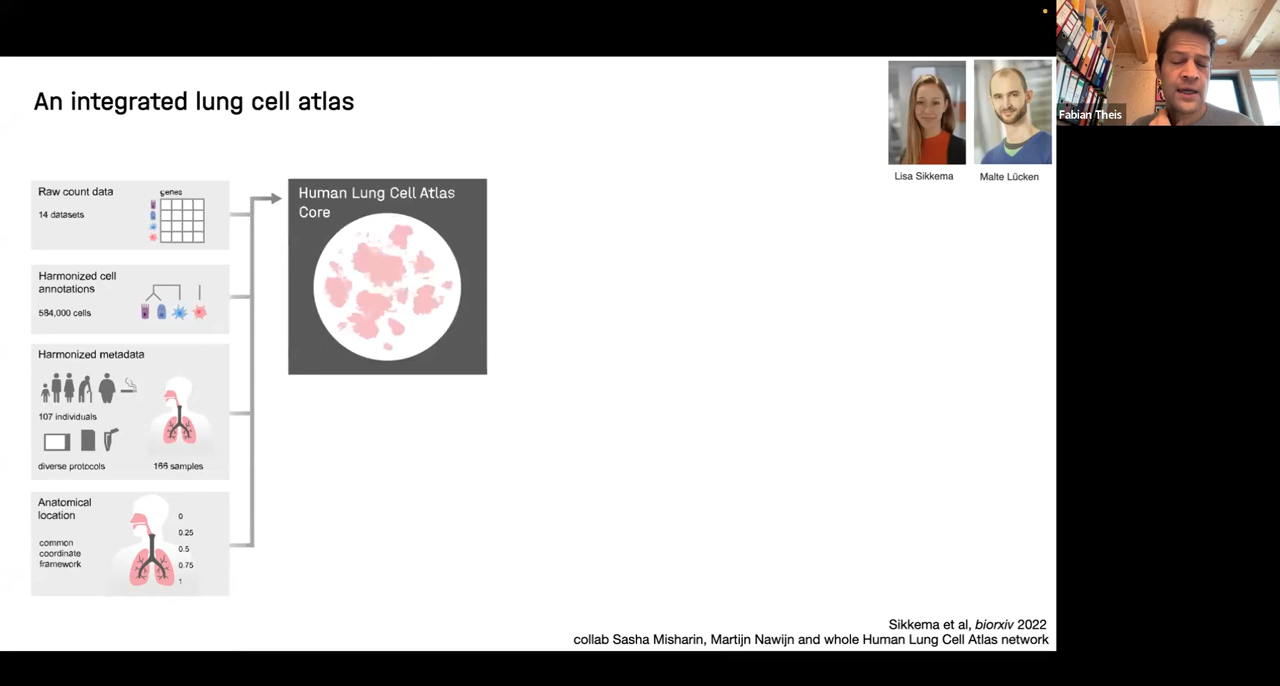 An integrated lung cell atlas
Raw count data
genes
14 datasets
Harmonized cell
annotations
584,000 cells
Harmonized metadata
107 individuals
diverse protocols
166 samples
Anatomical
location
common
coordinate
framework
0
0.25
0.5
0.75
1
Human Lung Cell Atlas
Core
Lisa Sikkema
Malte Lücken
Sikkema et al, biorxiv 2022
collab Sasha Misharin, Martijn Nawijn and whole Human Lung Cell Atlas network
Fabian Theis